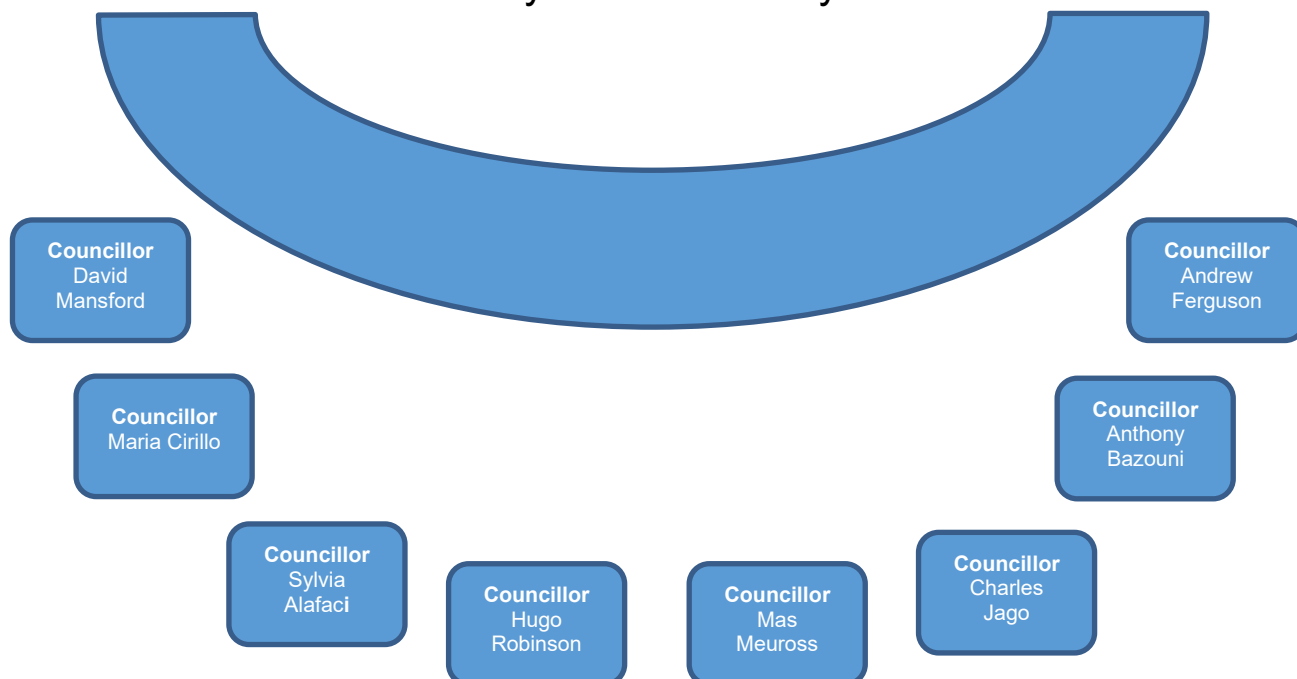 Councillor
David
Mansford
Councillor
Andrew
Ferguson
Councillor
Maria Cirillo
Councillor
Anthony
Bazouni
Councillor
Sylvia
Alafaci
Councillor
Hugo
Robinson
Councillor
Mas
Meuross
Councillor
Charles
Jago